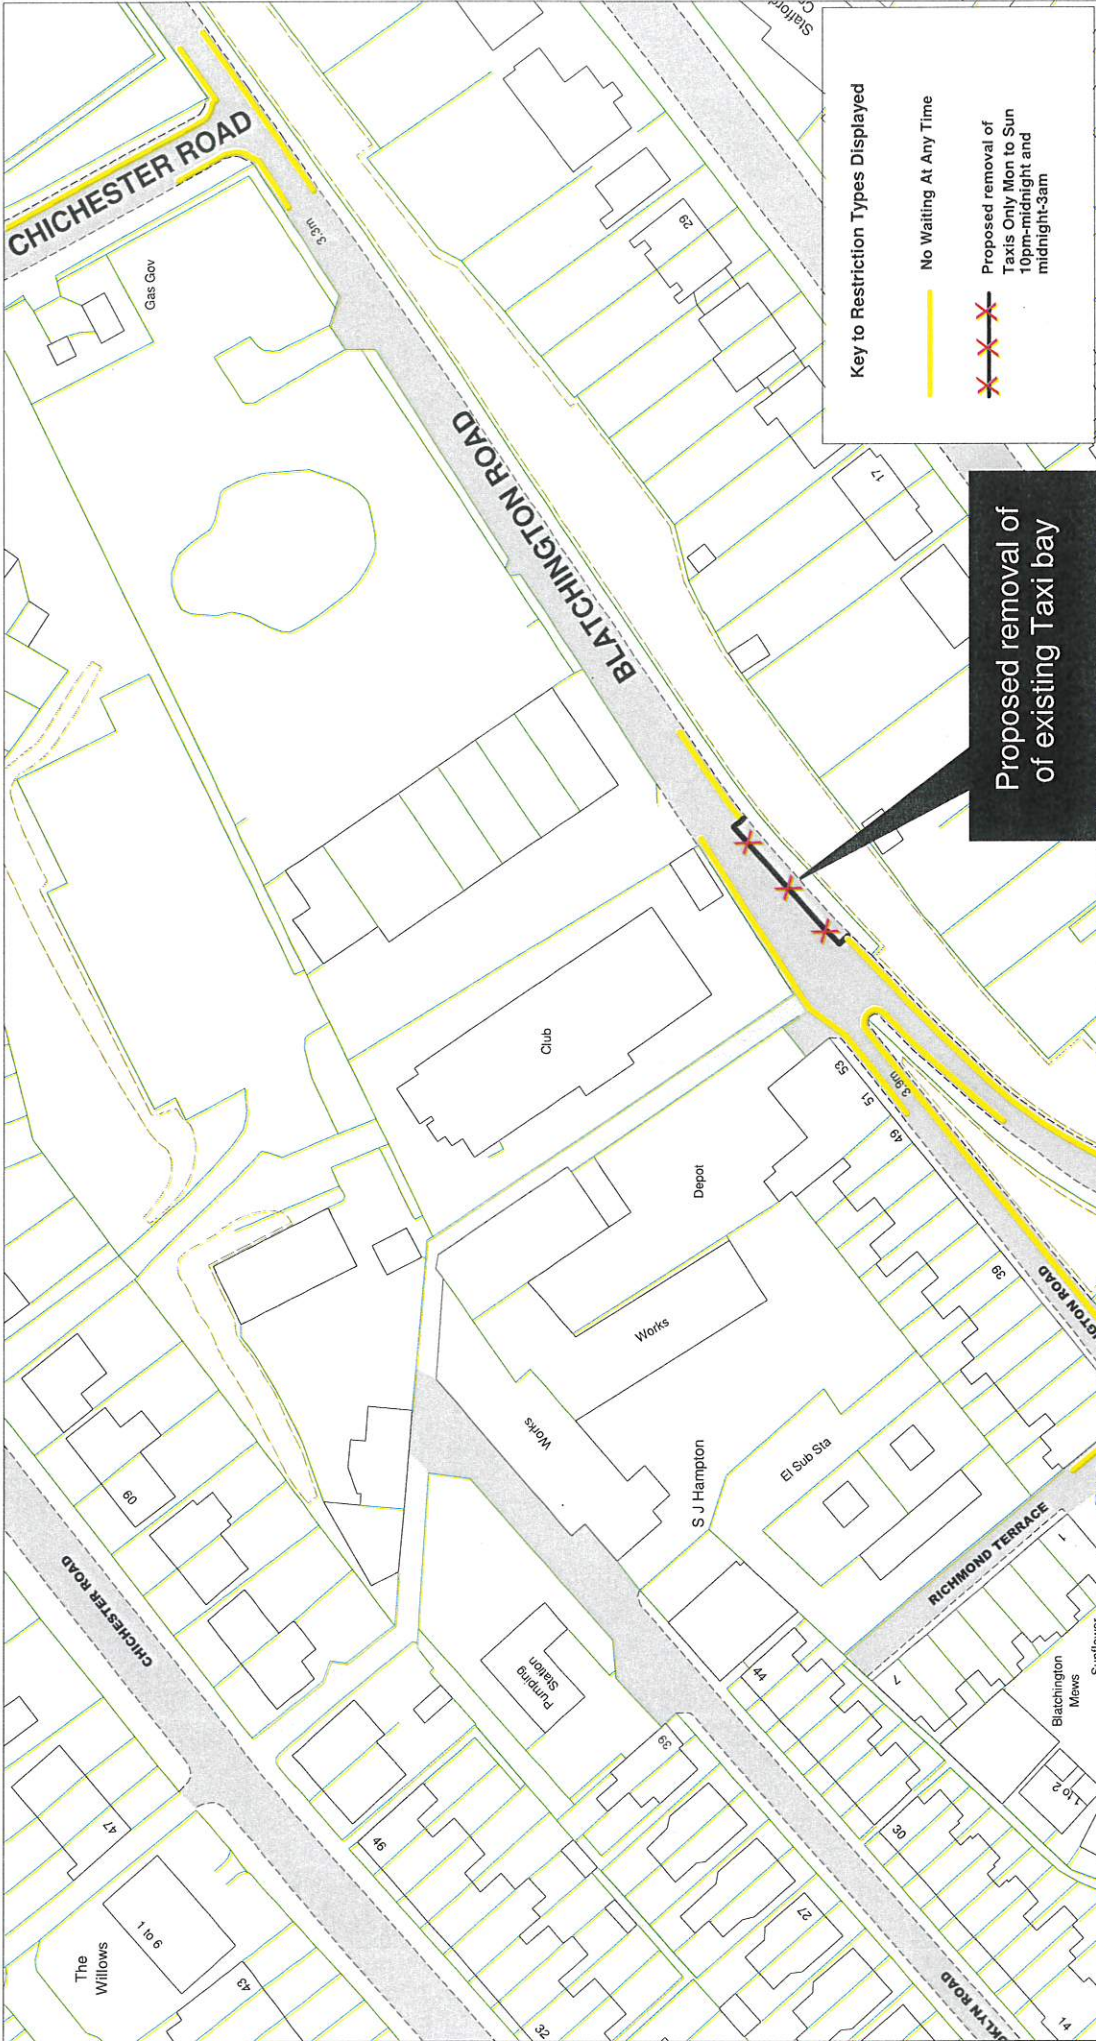 CHICHESTER ROAD
3.3m
Gas Gov
BLATCHINGTON ROAD
29
17
Key to Restriction Types Displayed
No Waiting At Any Time
Proposed removal of
Taxis Only Mon to Sun
10pm-midnight and
midnight-3am
Proposed removal of
of existing Taxi bay
Club
53
51
49
3.9m
39
Depot
Works
Works
S J Hampton
El Sub Sta
RICHMOND TERRACE
1
7
Blatchington
Mews
1 to 2
CHICHESTER ROAD
60
Pumping
Station
44
39
30
27
46
32
14
47
The
Willows
1 to 9
43